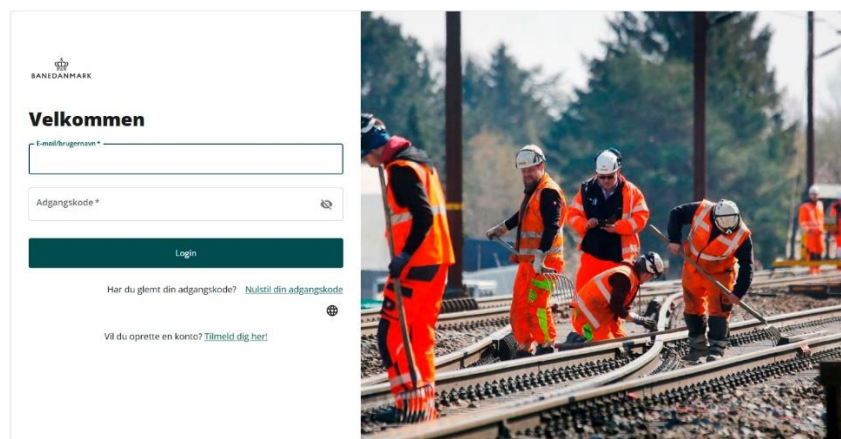 BANEDANMARK
Velkommen
E-mail/brugernavn *
Adgangskode *
Login
Har du glemt din adgangskode? Nulstil din adgangskode
Vil du oprette en konto? Tilmeld dig her!